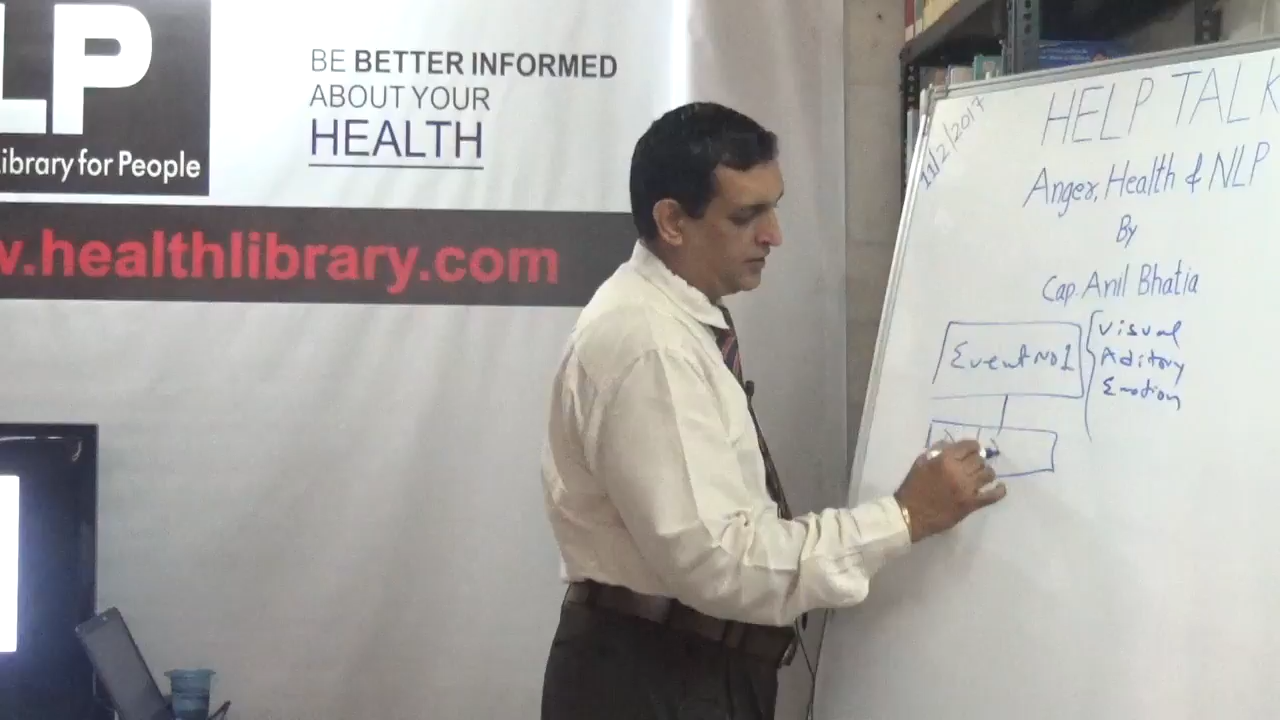 LP
Library for People
BE BETTER INFORMED
ABOUT YOUR
HEALTH
w.healthlibrary.com
11/2/2017
HELP TALK
Anger, Health & NLP
By
Cap. Anil Bhatia
Event No 1
Visual
Aditory
Emotion